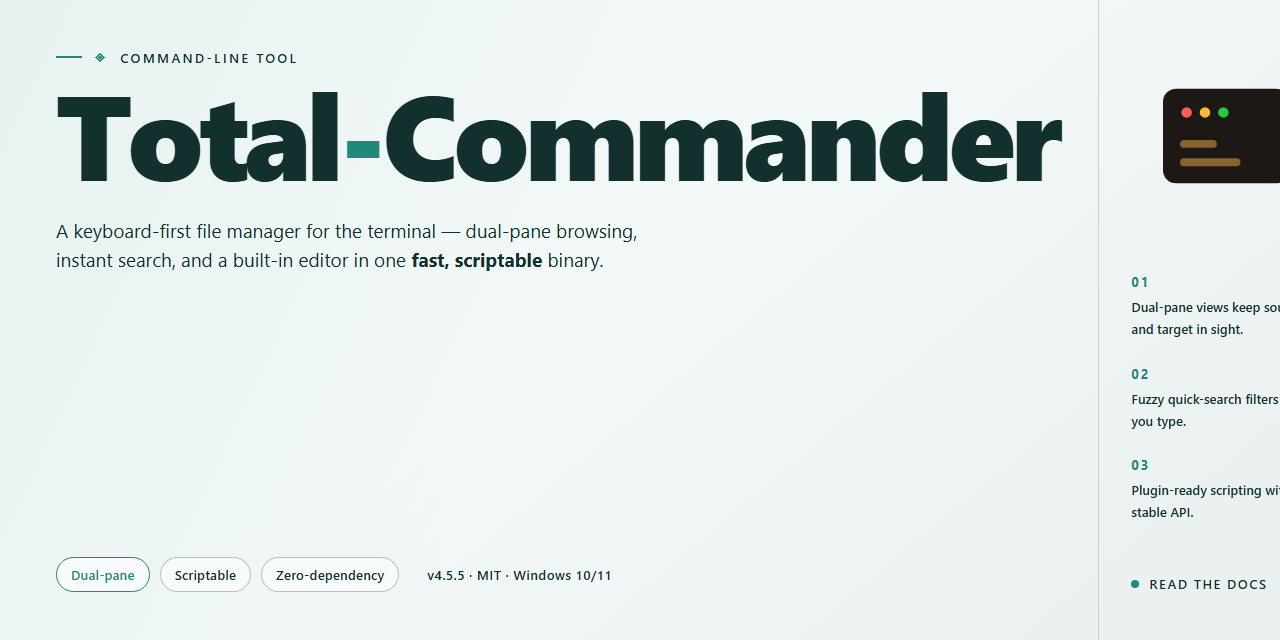 COMMAND-LINE TOOL
Total-Commander
A keyboard-first file manager for the terminal — dual-pane browsing,
instant search, and a built-in editor in one fast, scriptable binary.
Dual-pane
Scriptable
Zero-dependency
v4.5.5 · MIT · Windows 10/11
01
Dual-pane views keep
and target in sight.
02
Fuzzy quick-search filters
you type.
03
Plugin-ready scripting
stable API.
READ THE DOCS